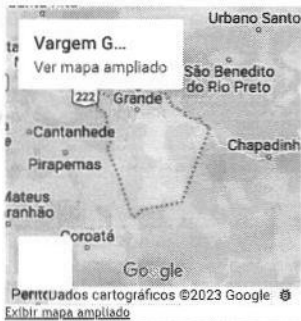 Urbano Santo
Vargem G...
Ver mapa ampliado
São Benedito
do Rio Preto
222
Grande
Cantanhede
Chapadinh
Pirapemas
Mateus
ranhão
Coroatá
Google
Dados cartográficos ©2023 Google
Exibir mapa ampliado